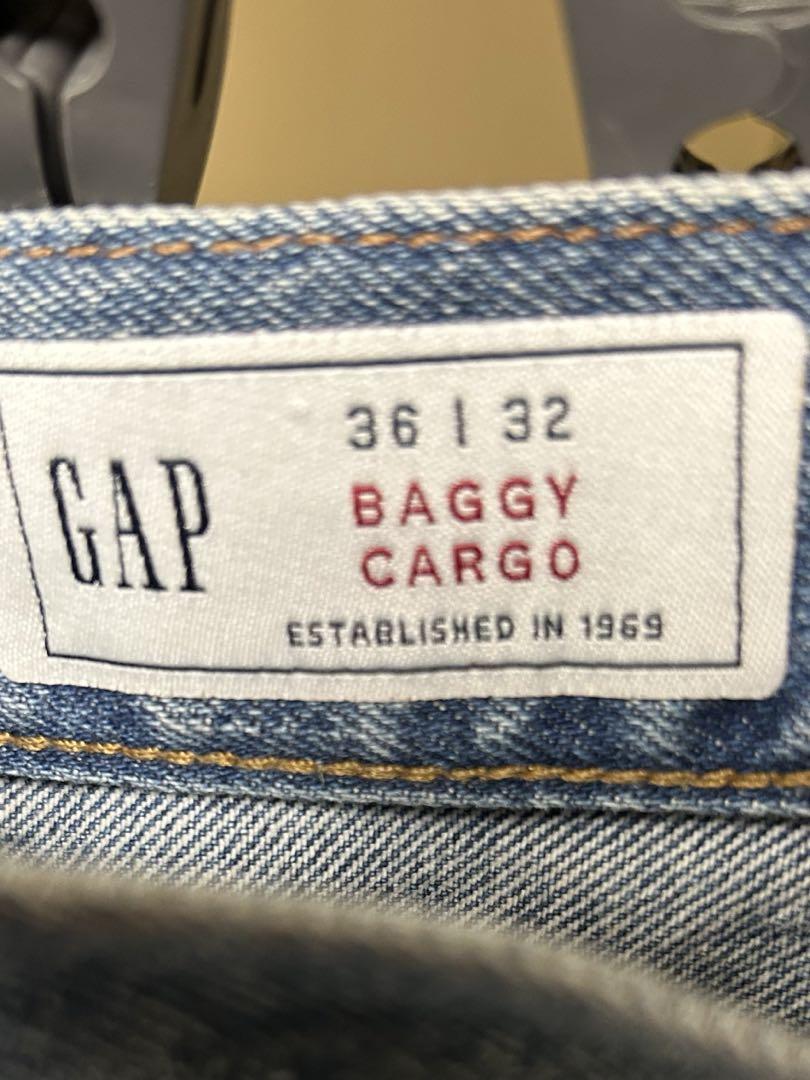 GAP
36 | 32
BAGGY
CARGO
ESTABLISHED IN 1969